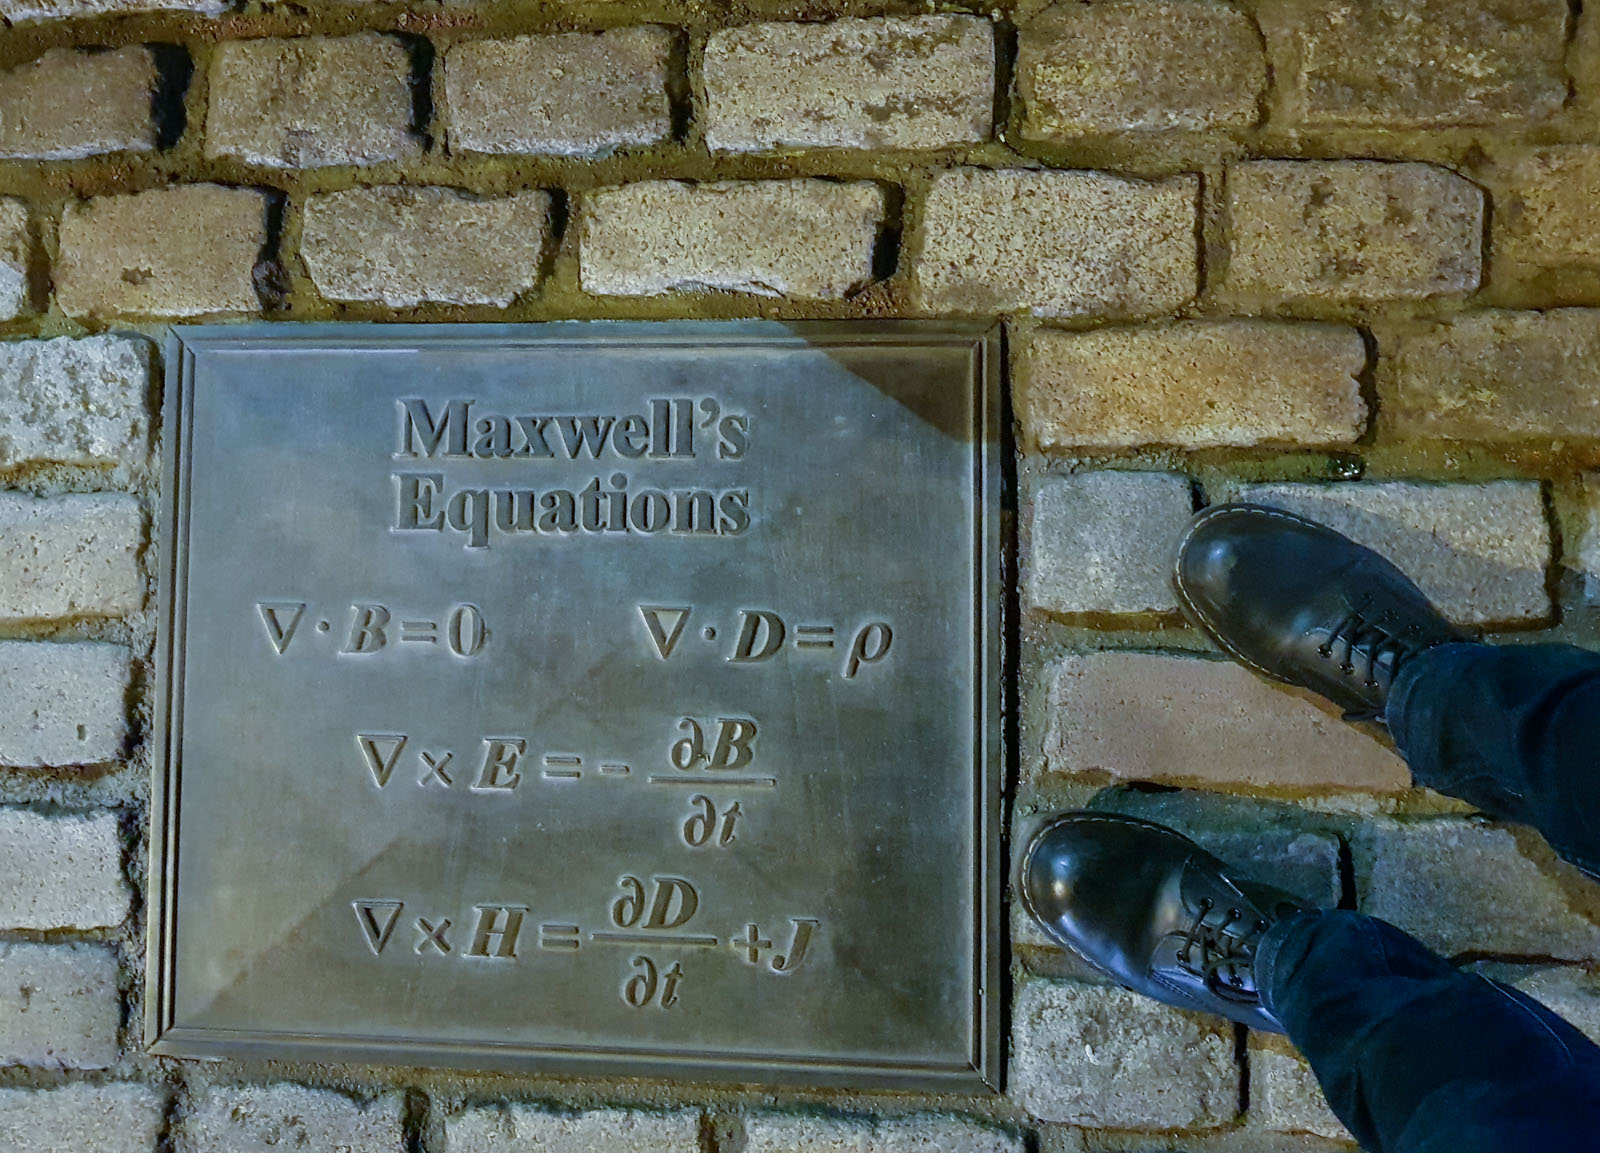 Maxwell's
Equations
∇·B=0 ∇·D=ρ
∇×E=-∂B/∂t
∇×H=∂D/∂t+J